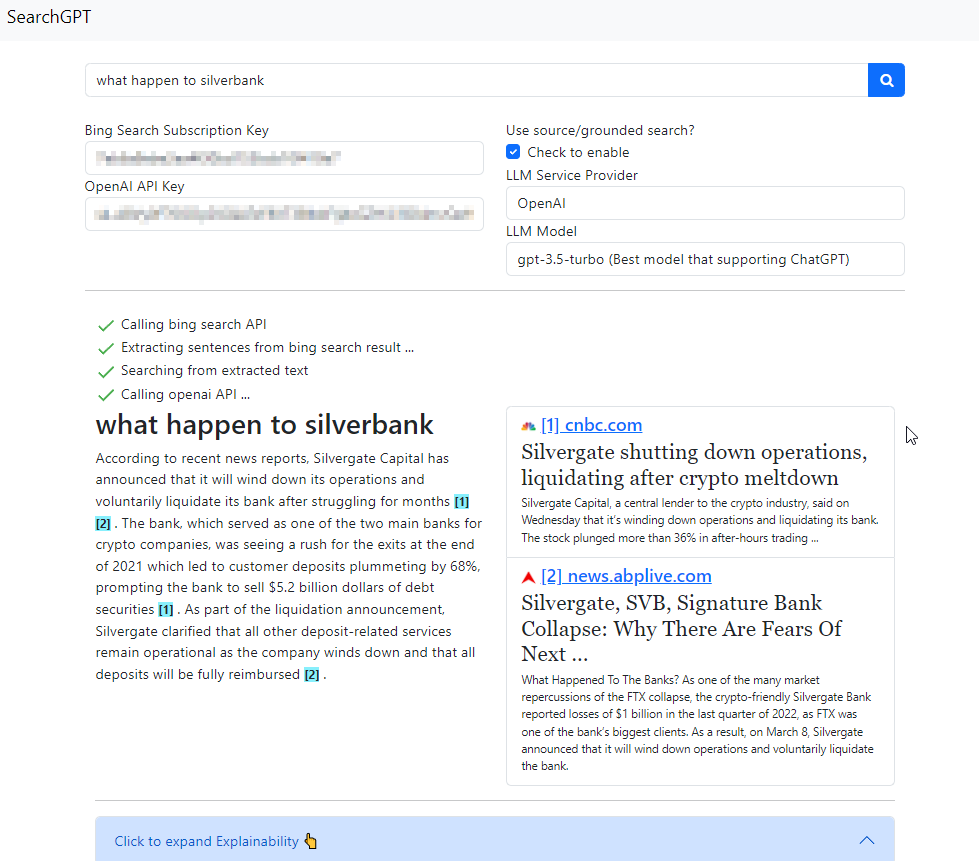 SearchGPT
what happen to silverbank
Bing Search Subscription Key
OpenAI API Key
Use source/grounded search?
Check to enable
LLM Service Provider
OpenAI
LLM Model
gpt-3.5-turbo (Best model that supporting ChatGPT)
Calling bing search API
Extracting sentences from bing search result ...
Searching from extracted text
Calling openai API ...
what happen to silverbank
According to recent news reports, Silvergate Capital has
announced that it will wind down its operations and
voluntarily liquidate its bank after struggling for months [1]
[2] . The bank, which served as one of the two main banks for
crypto companies, was seeing a rush for the exits at the end
of 2021 which led to customer deposits plummeting by 68%,
prompting the bank to sell $5.2 billion dollars of debt
securities [1] . As part of the liquidation announcement,
Silvergate clarified that all other deposit-related services
remain operational as the company winds down and that all
deposits will be fully reimbursed [2] .
[1] cnbc.com
Silvergate shutting down operations,
liquidating after crypto meltdown
Silvergate Capital, a central lender to the crypto industry, said on
Wednesday that it's winding down operations and liquidating its bank.
The stock plunged more than 36% in after-hours trading ...
[2] news.abplive.com
Silvergate, SVB, Signature Bank
Collapse: Why There Are Fears Of
Next ...
What Happened To The Banks? As one of the many market
repercussions of the FTX collapse, the crypto-friendly Silvergate Bank
reported losses of $1 billion in the last quarter of 2022, as FTX was
one of the bank's biggest clients. As a result, on March 8, Silvergate
announced that it will wind down operations and voluntarily liquidate
the bank.
Click to expand Explainability 👆